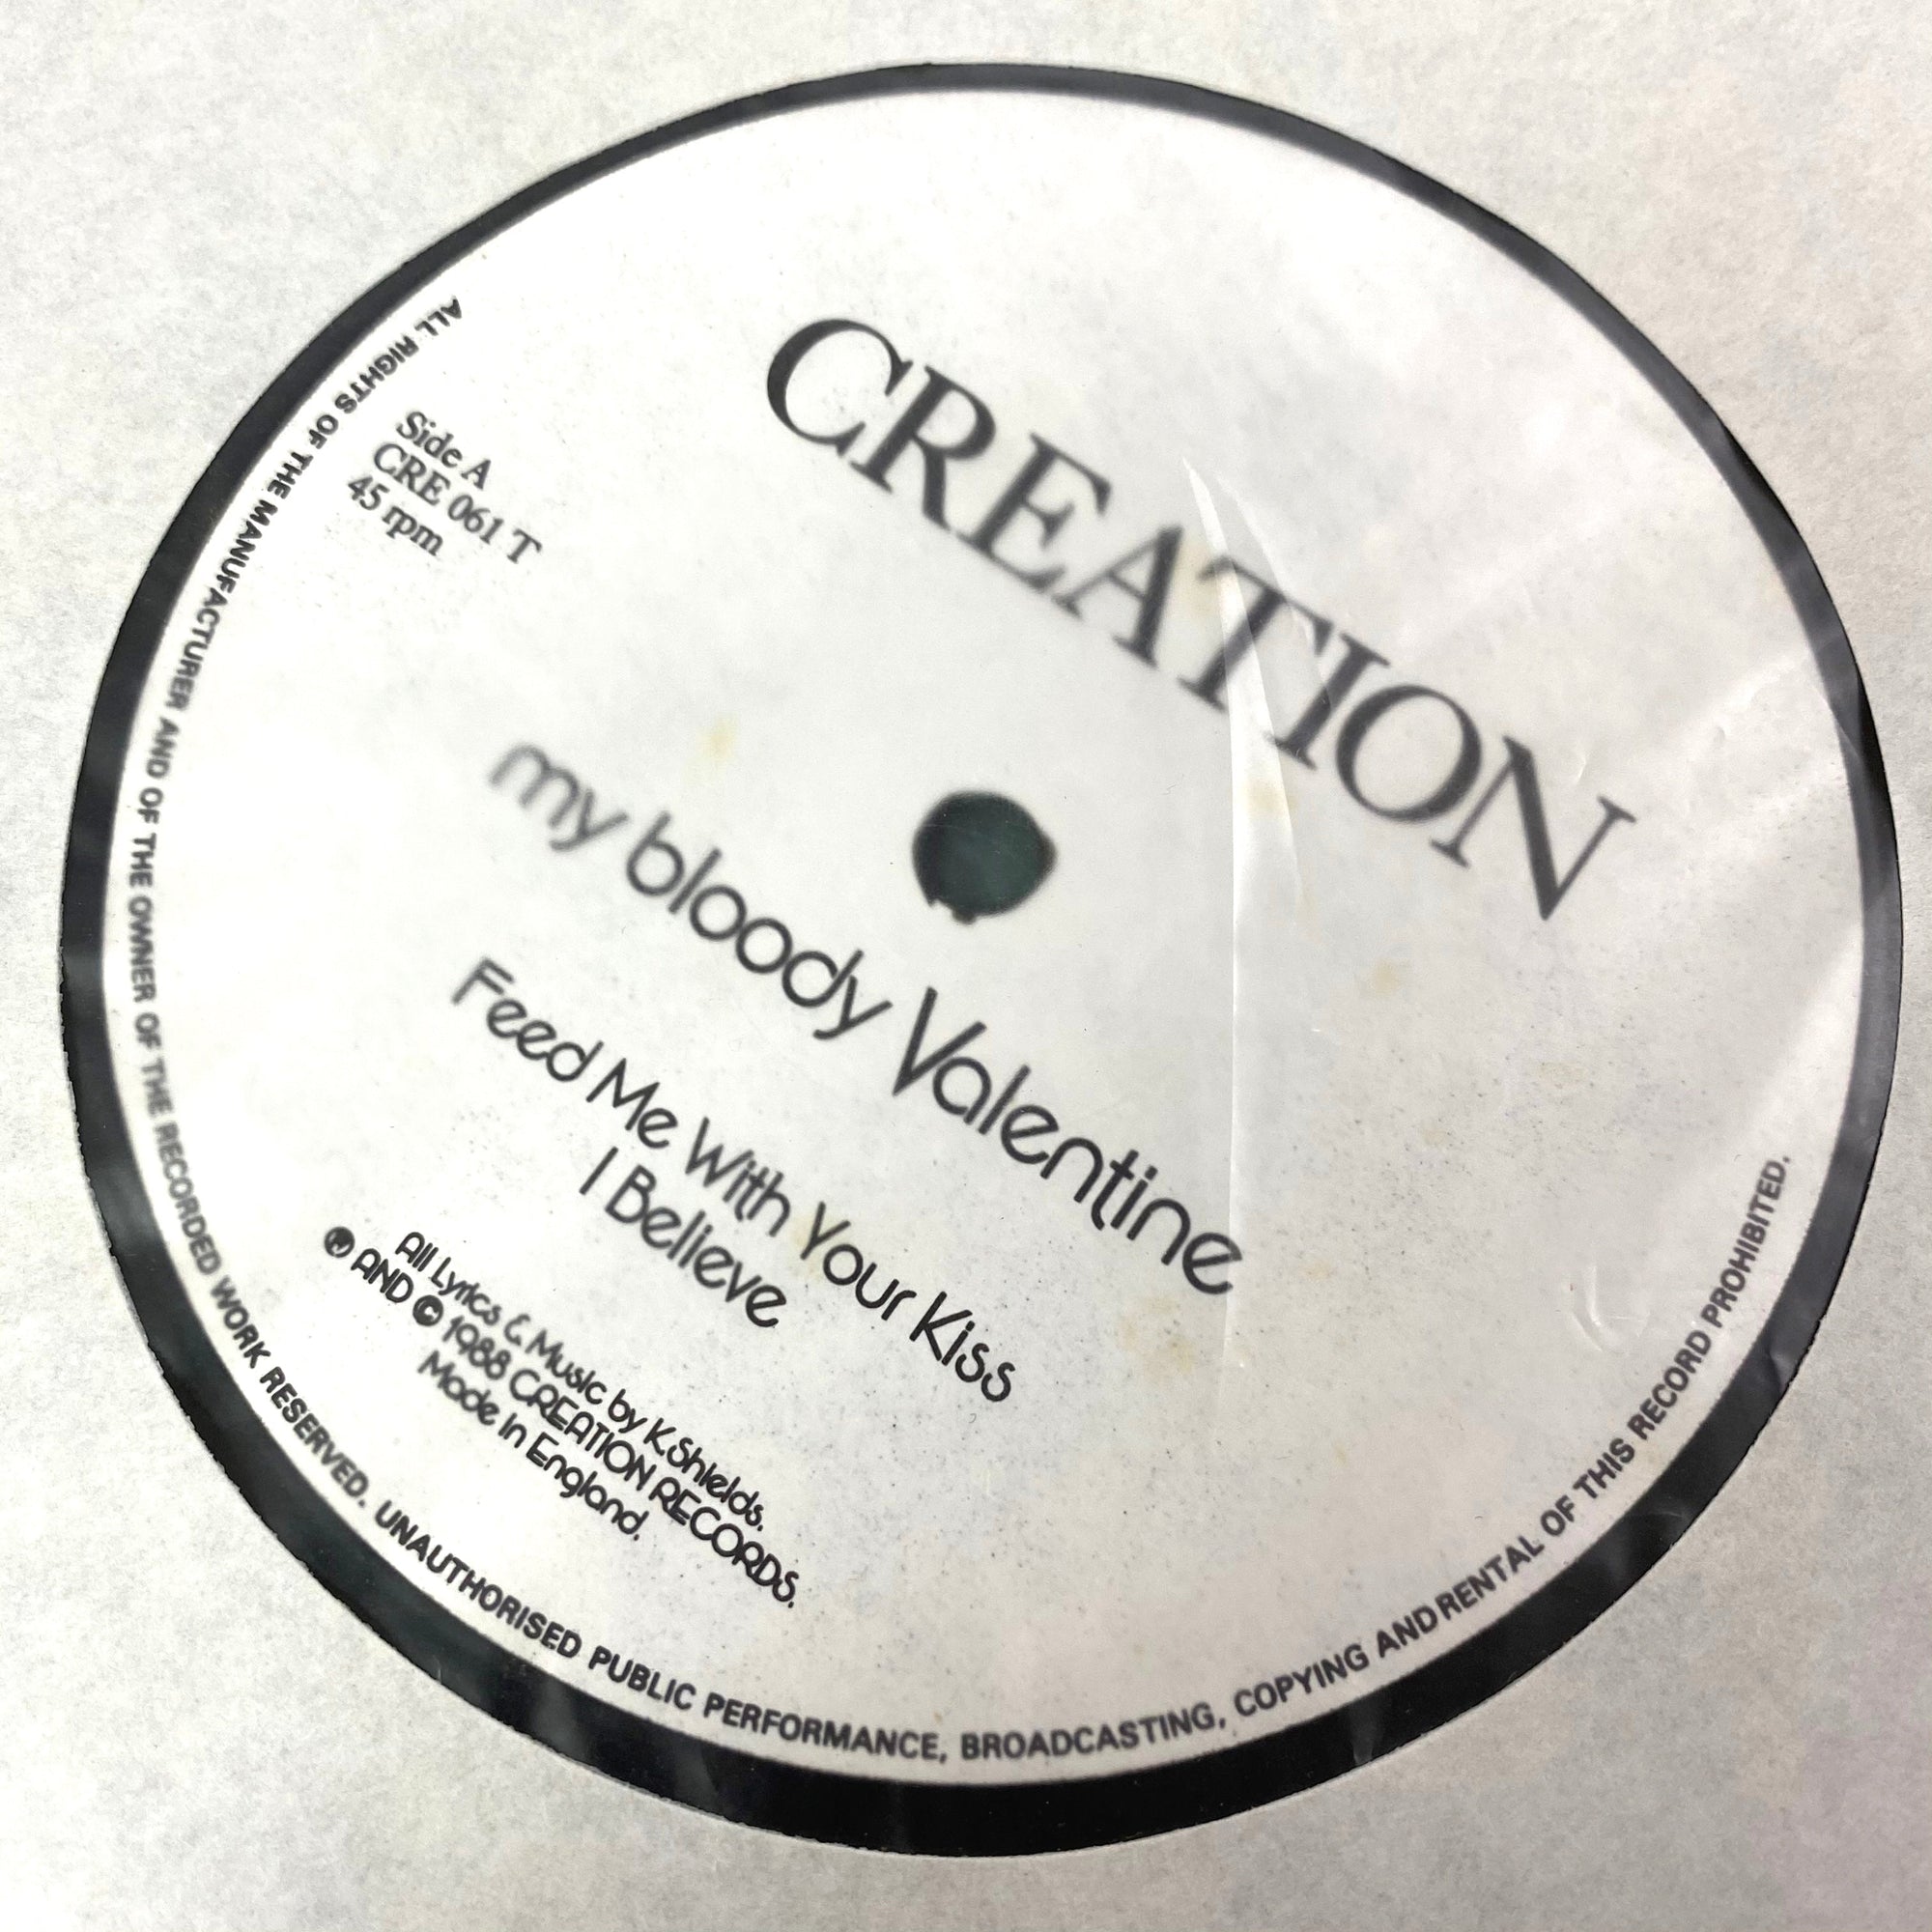 CREATION
Side A
CRE 061 T
45 rpm
my bloody Valentine
Feed Me With Your Kiss
I Believe
All Lyrics & Music by K.Shields.
Ⓟ AND © 1988 CREATION RECORDS.
Made In England.
ALL RIGHTS OF THE MANUFACTURER AND OF THE OWNER OF THE RECORDED WORK RESERVED. UNAUTHORISED PUBLIC PERFORMANCE, BROADCASTING, COPYING AND RENTAL OF THIS RECORD PROHIBITED.